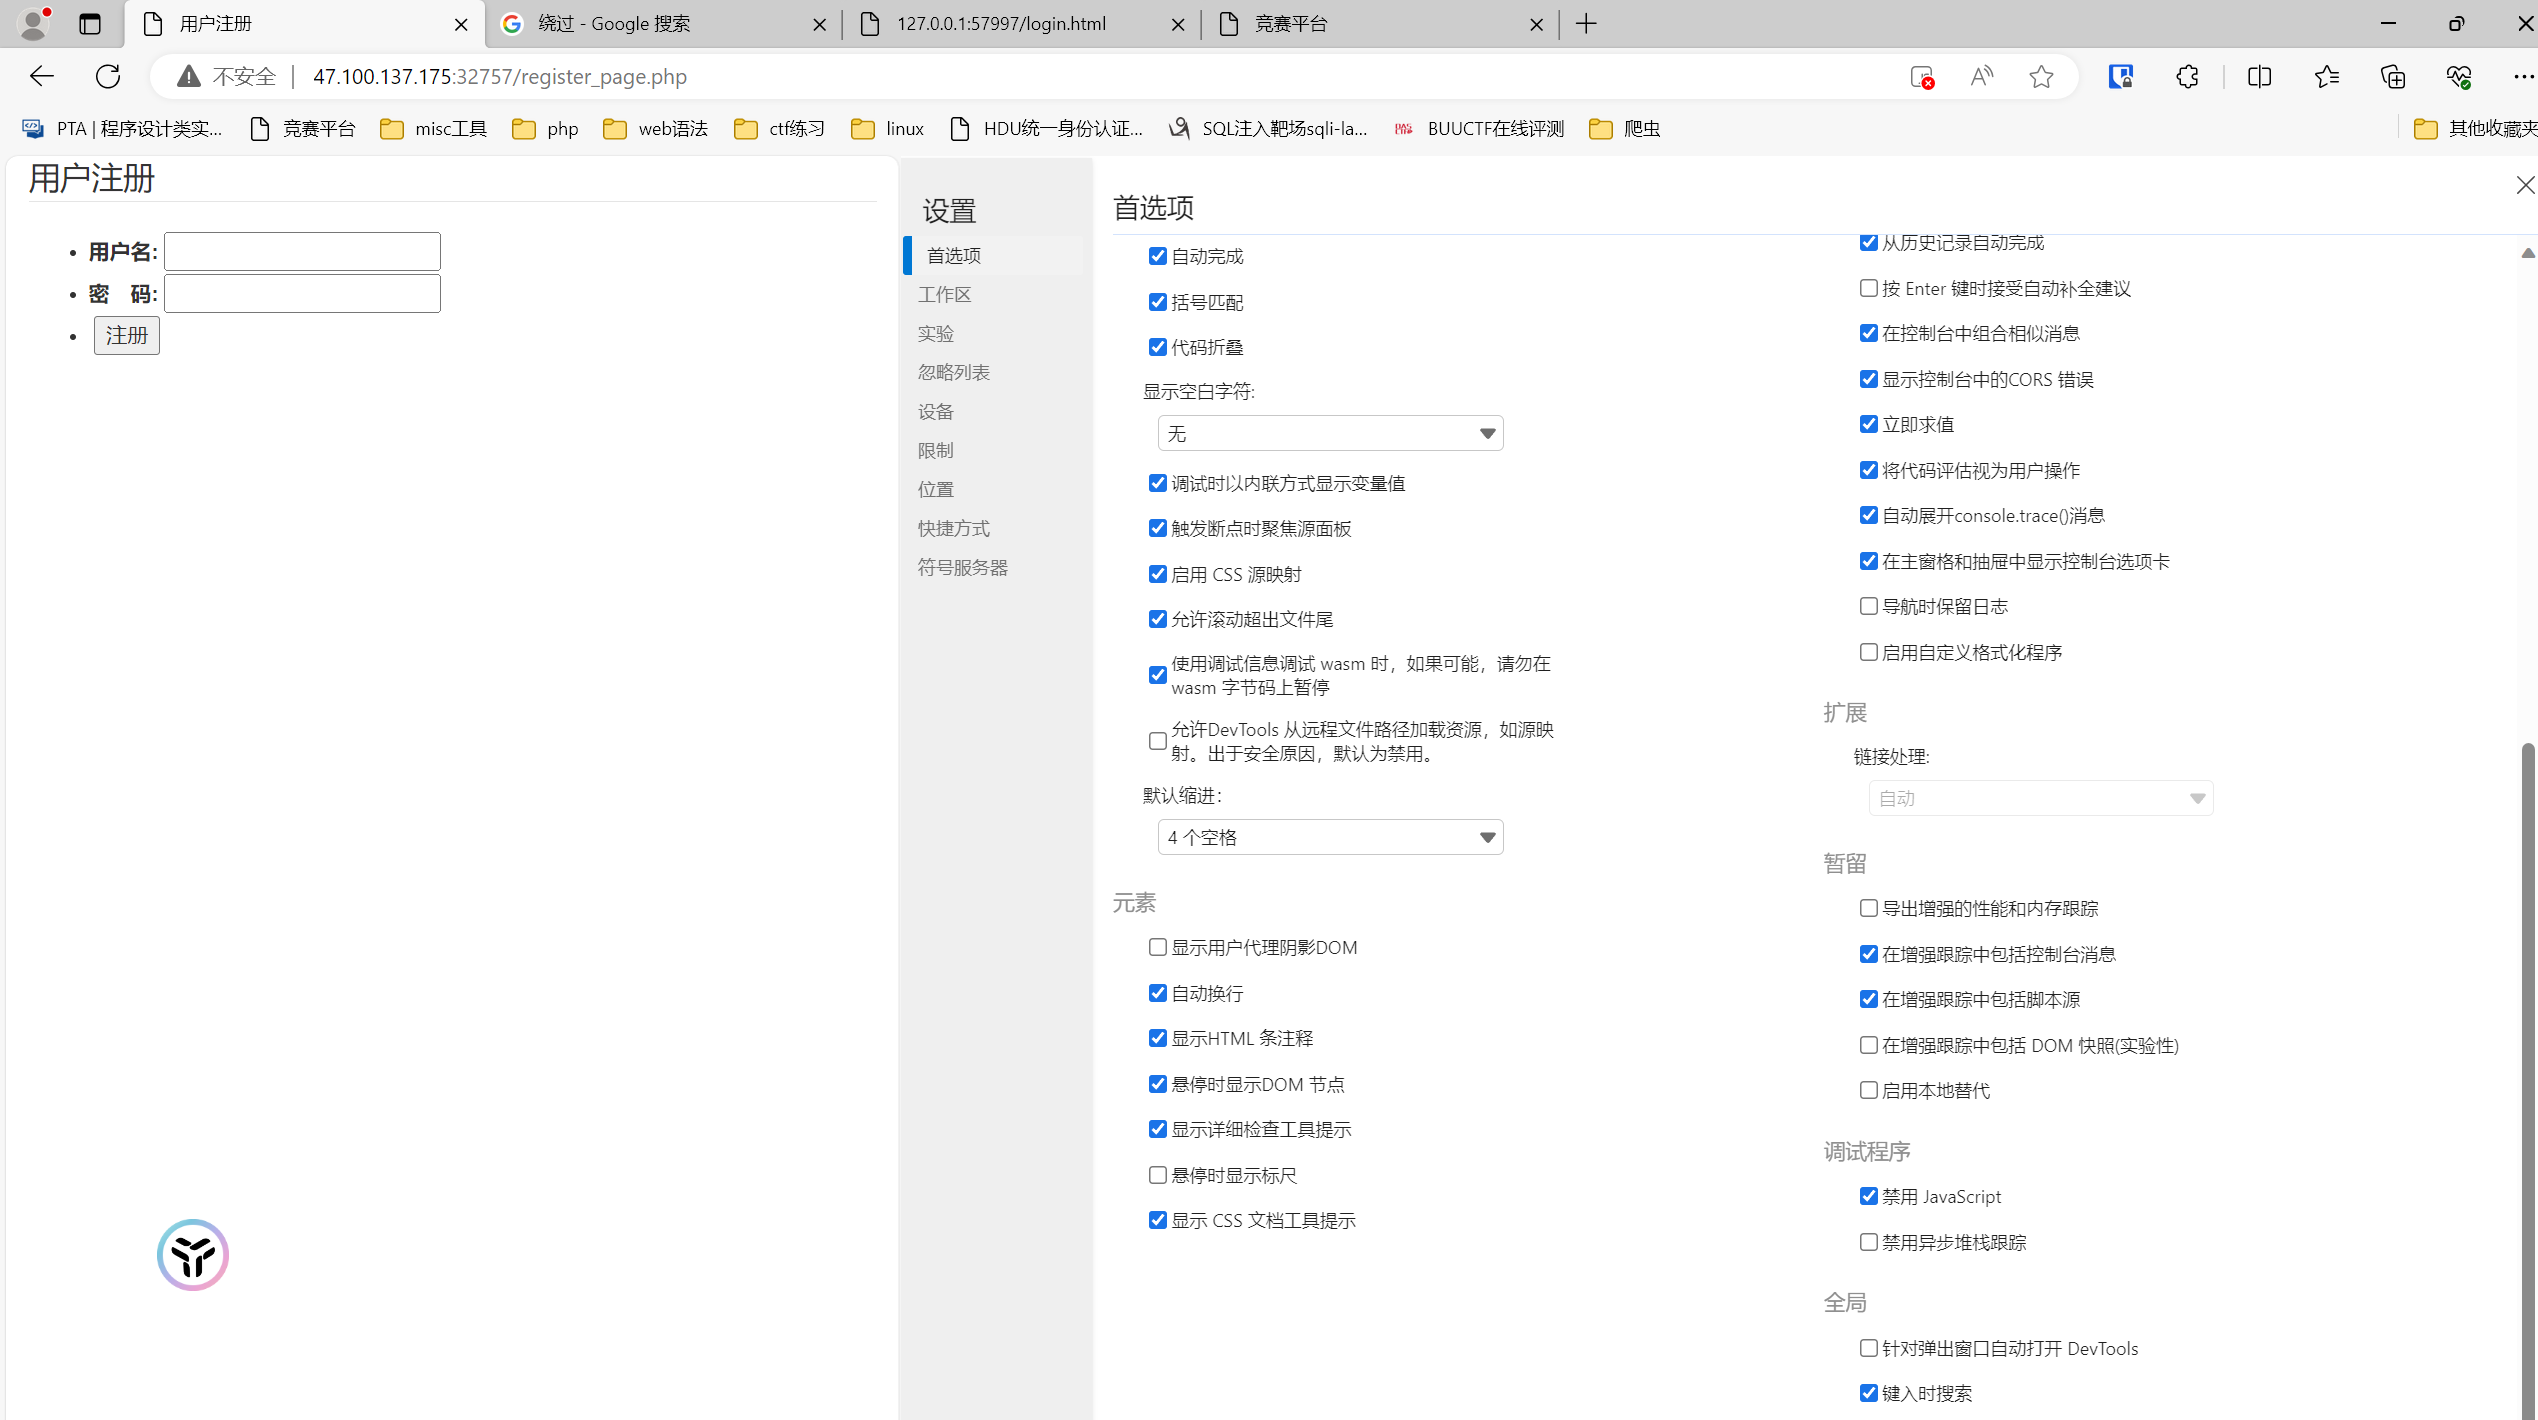 用户注册
绕过 - Google 搜索
127.0.0.1:57997/login.html
竞赛平台
不安全
47.100.137.175:32757/register_page.php
PTA | 程序设计类实...
竞赛平台
misc工具
php
web语法
ctf练习
linux
HDU统一身份认证...
SQL注入靶场sqli-la...
BUUCTF在线评测
爬虫
其他收藏夹
用户注册
用户名:
密 码:
注册
设置
首选项
工作区
实验
忽略列表
设备
限制
位置
快捷方式
符号服务器
首选项
自动完成
括号匹配
代码折叠
显示空白字符:
无
调试时以内联方式显示变量值
触发断点时聚焦源面板
启用 CSS 源映射
允许滚动超出文件尾
使用调试信息调试 wasm 时，如果可能，请勿在
wasm 字节码上暂停
允许DevTools 从远程文件路径加载资源，如源映
射。出于安全原因，默认为禁用。
默认缩进：
4 个空格
元素
显示用户代理阴影DOM
自动换行
显示HTML 条注释
悬停时显示DOM 节点
显示详细检查工具提示
悬停时显示标尺
显示 CSS 文档工具提示
从历史记录自动完成
按 Enter 键时接受自动补全建议
在控制台中组合相似消息
显示控制台中的CORS 错误
立即求值
将代码评估视为用户操作
自动展开console.trace()消息
在主窗格和抽屉中显示控制台选项卡
导航时保留日志
启用自定义格式化程序
扩展
链接处理:
自动
暂留
导出增强的性能和内存跟踪
在增强跟踪中包括控制台消息
在增强跟踪中包括脚本源
在增强跟踪中包括 DOM 快照(实验性)
启用本地替代
调试程序
禁用 JavaScript
禁用异步堆栈跟踪
全局
针对弹出窗口自动打开 DevTools
键入时搜索